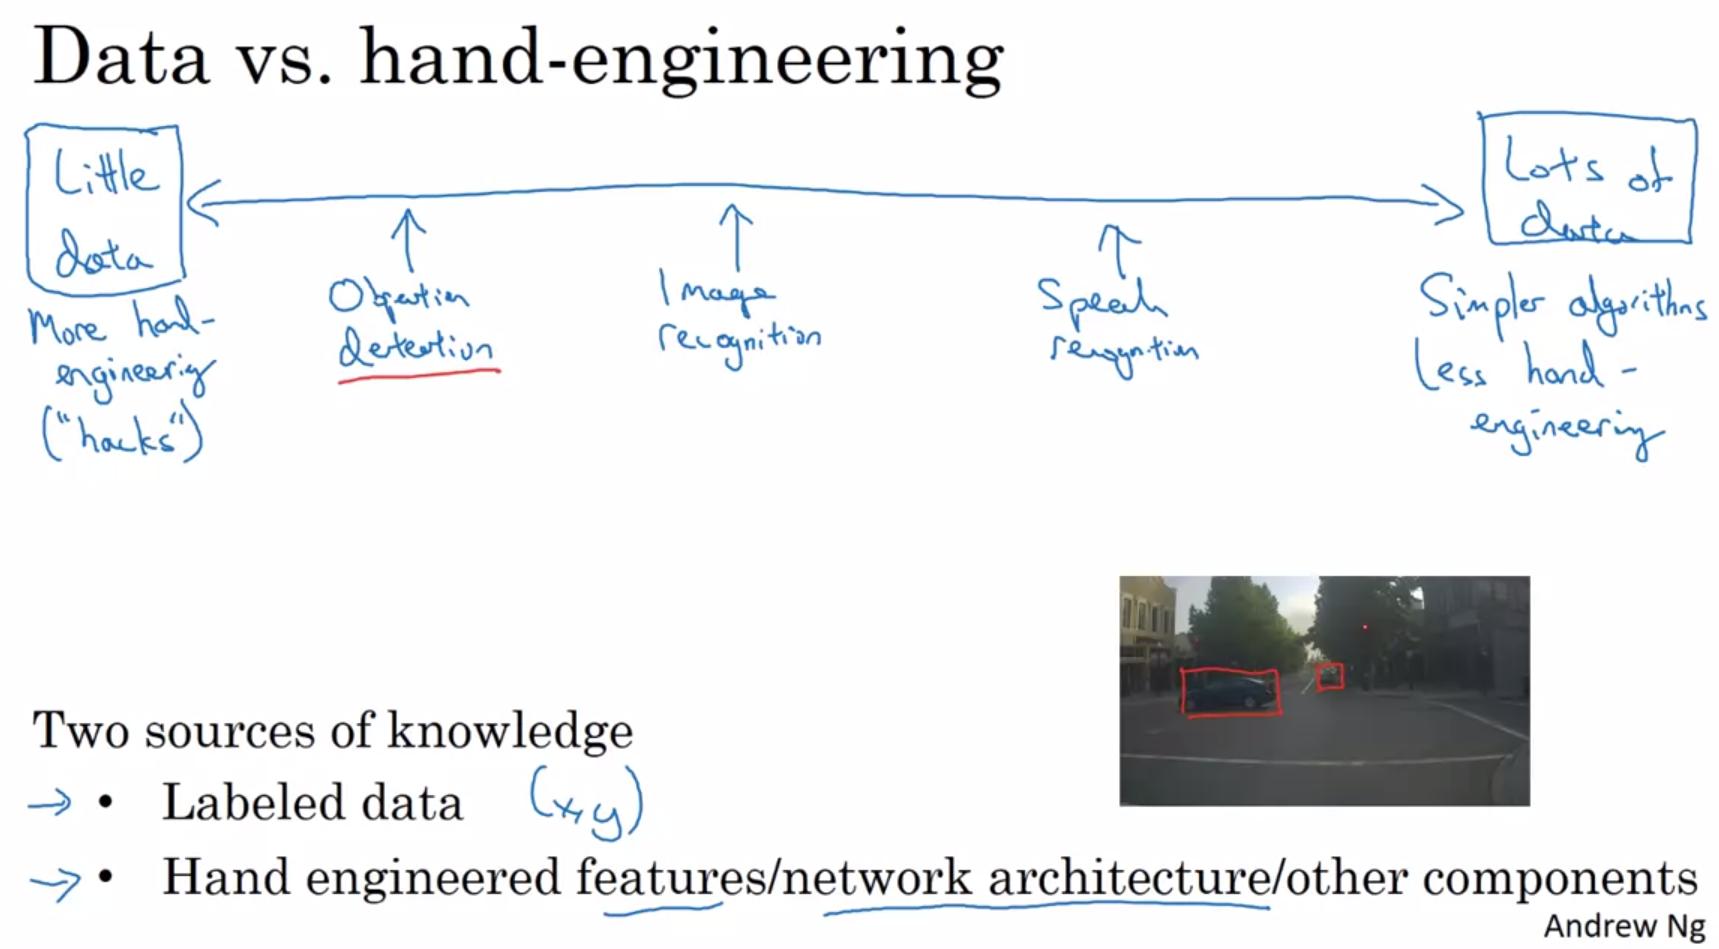 Data vs. hand-engineering
Little
data
Lots of
data
More hand-
engineering
("hacks")
detection
Image
recognition
Speech
recognition
Simpler algorithms
Less hand-
engineering
Two sources of knowledge
→ • Labeled data (x,y)
→ • Hand engineered features/network architecture/other components
Andrew Ng